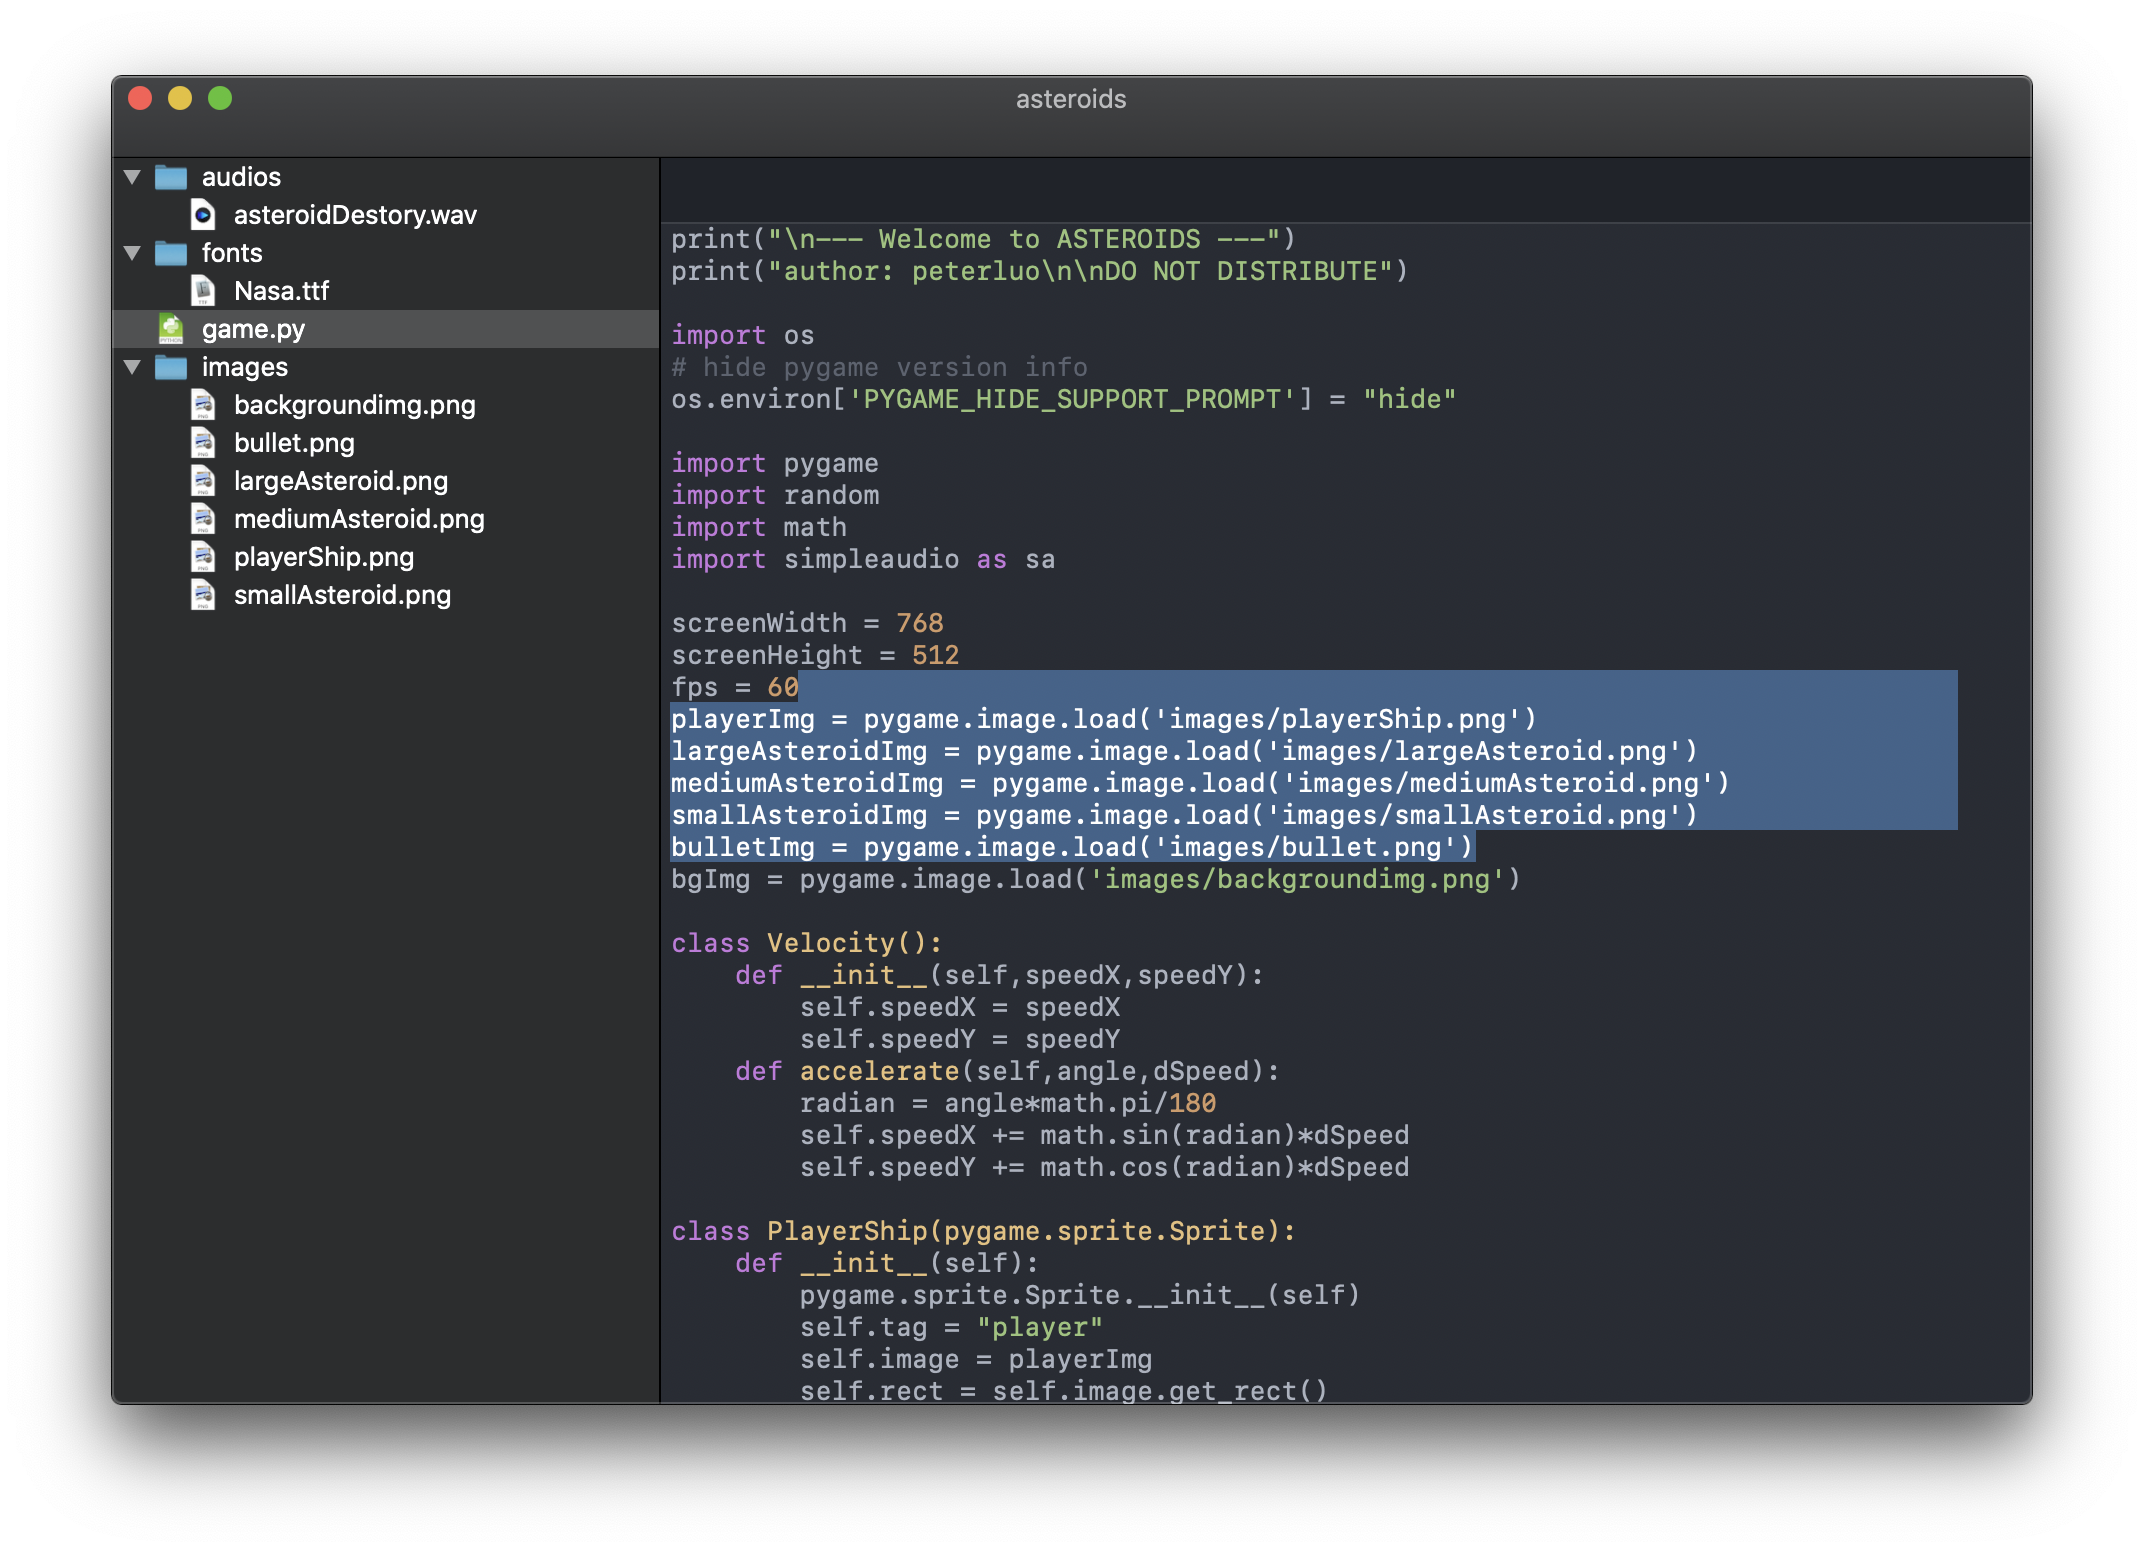 asteroids
audios
asteroidDestory.wav
fonts
Nasa.ttf
game.py
images
backgroundimg.png
bullet.png
largeAsteroid.png
mediumAsteroid.png
playerShip.png
smallAsteroid.png
print("\n--- Welcome to ASTEROIDS ---")
print("author: peterluo\n\nDO NOT DISTRIBUTE")
import os
# hide pygame version info
os.environ['PYGAME_HIDE_SUPPORT_PROMPT'] = "hide"
import pygame
import random
import math
import simpleaudio as sa
screenWidth = 768
screenHeight = 512
fps = 60
playerImg = pygame.image.load('images/playerShip.png')
largeAsteroidImg = pygame.image.load('images/largeAsteroid.png')
mediumAsteroidImg = pygame.image.load('images/mediumAsteroid.png')
smallAsteroidImg = pygame.image.load('images/smallAsteroid.png')
bulletImg = pygame.image.load('images/bullet.png')
bgImg = pygame.image.load('images/backgroundimg.png')
class Velocity():
    def __init__(self,speedX,speedY):
        self.speedX = speedX
        self.speedY = speedY
    def accelerate(self,angle,dSpeed):
        radian = angle*math.pi/180
        self.speedX += math.sin(radian)*dSpeed
        self.speedY += math.cos(radian)*dSpeed
class PlayerShip(pygame.sprite.Sprite):
    def __init__(self):
        pygame.sprite.Sprite.__init__(self)
        self.tag = "player"
        self.image = playerImg
        self.rect = self.image.get_rect()